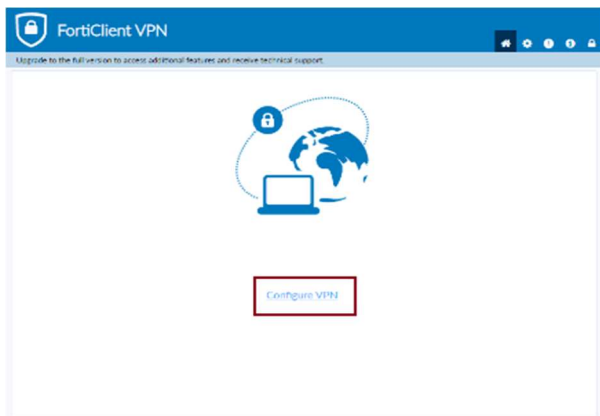 FortiClient VPN
Upgrade to the full version to access additional features and receive technical support.
Configure VPN